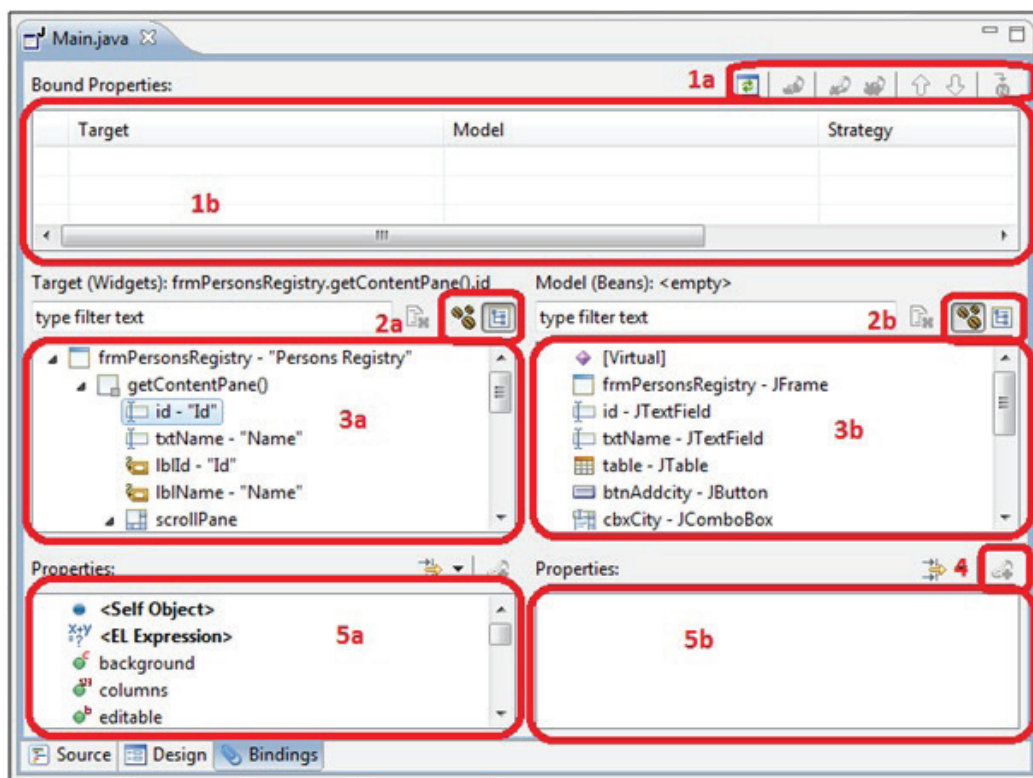 Main.java
Bound Properties:
1a
Target Model Strategy
1b
Target (Widgets): frmPersonsRegistry.getContentPane().id
Model (Beans): <empty>
type filter text
2a
type filter text
2b
frmPersonsRegistry - "Persons Registry"
getContentPane()
id - "Id"
txtName - "Name"
lblId - "Id"
lblName - "Name"
scrollPane
3a
[Virtual]
frmPersonsRegistry - JFrame
id - JTextField
txtName - JTextField
table - JTable
btnAddcity - JButton
cbxCity - JComboBox
3b
Properties:
Properties:
4
<Self Object>
X+Y
=?
<EL Expression>
background
columns
editable
5a
5b
Source Design Bindings